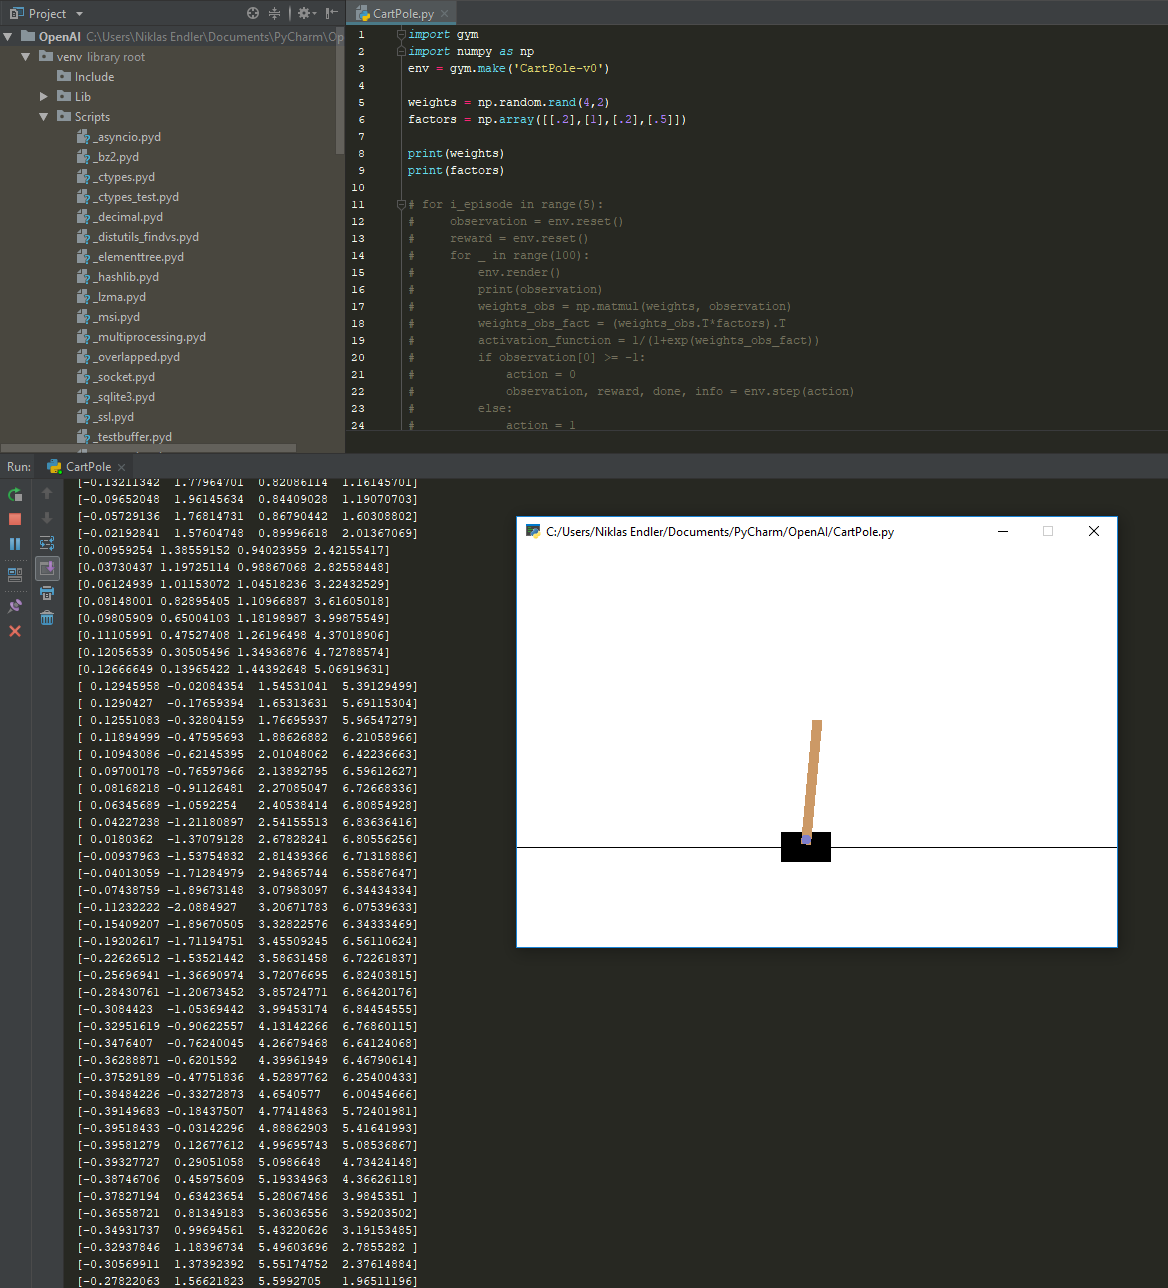 Project
OpenAI C:\Users\Niklas Endler\Documents\PyCharm\Op
venv library root
Include
Lib
Scripts
_asyncio.pyd
_bz2.pyd
_ctypes.pyd
_ctypes_test.pyd
_decimal.pyd
_distutils_findvs.pyd
_elementtree.pyd
_hashlib.pyd
_lzma.pyd
_msi.pyd
_multiprocessing.pyd
_overlapped.pyd
_socket.pyd
_sqlite3.pyd
_ssl.pyd
_testbuffer.pyd
CartPole.py
1 import gym
2 import numpy as np
3 env = gym.make('CartPole-v0')
4
5 weights = np.random.rand(4,2)
6 factors = np.array([[.2],[1],[.2],[.5]])
7
8 print(weights)
9 print(factors)
10
11 # for i_episode in range(5):
12 #     observation = env.reset()
13 #     reward = env.reset()
14 #     for _ in range(100):
15 #         env.render()
16 #         print(observation)
17 #         weights_obs = np.matmul(weights, observation)
18 #         weights_obs_fact = (weights_obs.T*factors).T
19 #         activation_function = 1/(1+exp(weights_obs_fact))
20 #         if observation[0] >= -1:
21 #             action = 0
22 #             observation, reward, done, info = env.step(action)
23 #         else:
24 #             action = 1
Run: CartPole
[-0.13211342  1.77964701  0.82086114  1.16145701]
[-0.09652048  1.96145634  0.84409028  1.19070703]
[-0.05729136  1.76814731  0.86790442  1.60308802]
[-0.02192841  1.57604748  0.89996618  2.01367069]
[0.00959254 1.38559152 0.94023959 2.42155417]
[0.03730437 1.19725114 0.98867068 2.82558448]
[0.06124939 1.01153072 1.04518236 3.22432529]
[0.08148001 0.82895405 1.10966887 3.61605018]
[0.09805909 0.65004103 1.18198987 3.99875549]
[0.11105991 0.47527408 1.26196498 4.37018906]
[0.12056539 0.30505496 1.34936876 4.72788574]
[0.12666649 0.13965422 1.44392648 5.06919631]
[ 0.12945958 -0.02084354  1.54531041  5.39129499]
[ 0.1290427  -0.17659394  1.65313631  5.69115304]
[ 0.12551083 -0.32804159  1.76695937  5.96547279]
[ 0.11894999 -0.47595693  1.88626882  6.21058966]
[ 0.10943086 -0.62145395  2.01048062  6.42236663]
[ 0.09700178 -0.76597966  2.13892795  6.59612627]
[ 0.08168218 -0.91126481  2.27085047  6.72668336]
[ 0.06345689 -1.0592254   2.40538414  6.80854928]
[ 0.04227238 -1.21180897  2.54155513  6.83636416]
[ 0.0180362  -1.37079128  2.67828241  6.80556256]
[-0.00937963 -1.53754832  2.81439366  6.71318886]
[-0.04013059 -1.71284979  2.94865744  6.55867647]
[-0.07438759 -1.89673148  3.07983097  6.34434334]
[-0.11232222 -2.0884927   3.20671783  6.07539633]
[-0.15409207 -1.89670505  3.32822576  6.34333469]
[-0.19202617 -1.71194751  3.45509245  6.56110624]
[-0.22626512 -1.53521442  3.58631458  6.72261837]
[-0.25696941 -1.36690974  3.72076695  6.82403815]
[-0.28430761 -1.20673452  3.85724771  6.86420176]
[-0.3084423  -1.05369442  3.99453174  6.84454555]
[-0.32951619 -0.90622557  4.13142266  6.76860115]
[-0.3476407  -0.76240045  4.26679468  6.64124068]
[-0.36288871 -0.6201592   4.39961949  6.46790614]
[-0.37529189 -0.47751836  4.52897762  6.25400433]
[-0.38484226 -0.33272873  4.6540577   6.00454666]
[-0.39149683 -0.18437507  4.77414863  5.72401981]
[-0.39518433 -0.03142296  4.88862903  5.41641993]
[-0.39581279  0.12677612  4.99695743  5.08536867]
[-0.39327727  0.29051058  5.0986648   4.73424148]
[-0.38746706  0.45975609  5.19334963  4.36626118]
[-0.37827194  0.63423654  5.28067486  3.9845351 ]
[-0.36558721  0.81349183  5.36036556  3.59203502]
[-0.34931737  0.99694561  5.43220626  3.19153485]
[-0.32937846  1.18396734  5.49603696  2.7855282 ]
[-0.30569911  1.37392392  5.55174752  2.37614884]
[-0.27822063  1.56621823  5.5992705   1.96511196]
C:/Users/Niklas Endler/Documents/PyCharm/OpenAI/CartPole.py